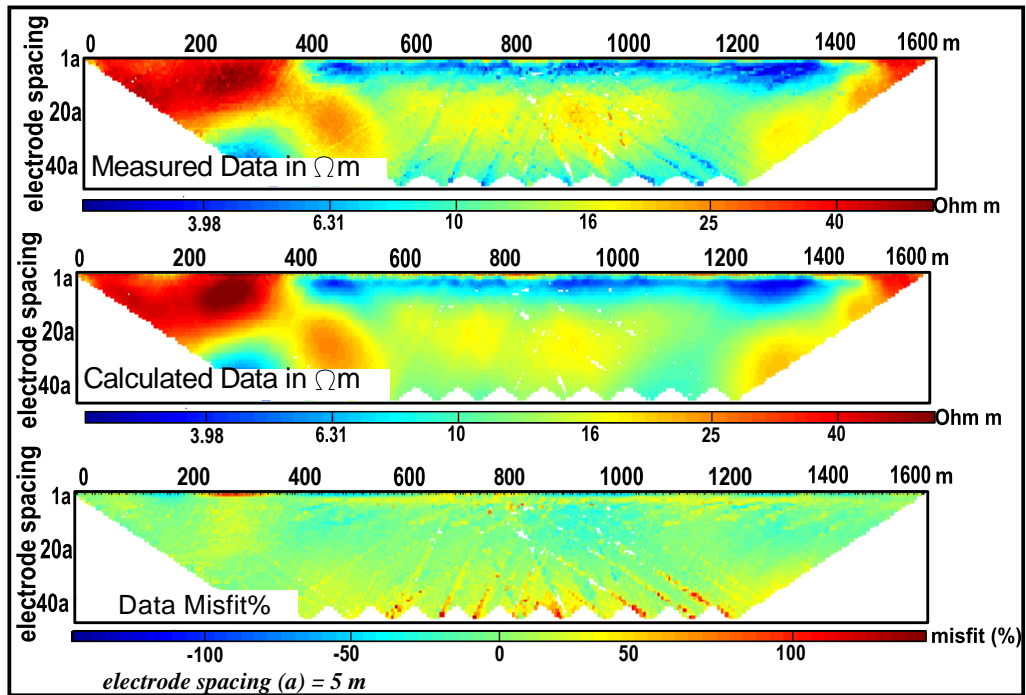 0 200 400 600 800 1000 1200 1400 1600 m
electrode spacing
1a
20a
40a
Measured Data in Ωm
Ohm m
3.98 6.31 10 16 25 40
0 200 400 600 800 1000 1200 1400 1600 m
electrode spacing
1a
20a
40a
Calculated Data in Ωm
Ohm m
3.98 6.31 10 16 25 40
0 200 400 600 800 1000 1200 1400 1600 m
electrode spacing
1a
20a
40a
Data Misfit%
misfit (%)
-100 -50 0 50 100
electrode spacing (a) = 5 m